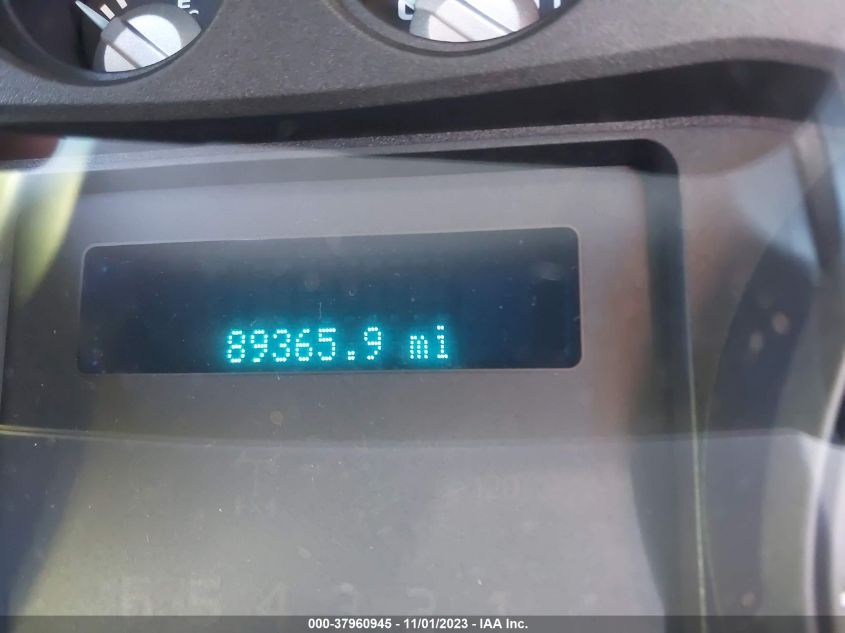 E
C
89365.9 mi
000-37960945 - 11/01/2023 - IAA Inc.